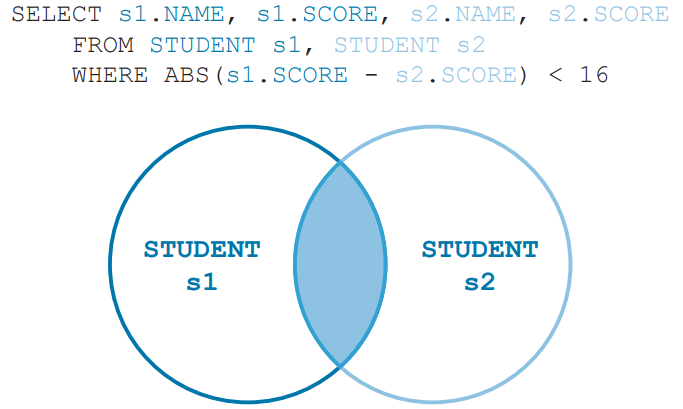 SELECT s1.NAME, s1.SCORE, s2.NAME, s2.SCORE
FROM STUDENT s1, STUDENT s2
WHERE ABS(s1.SCORE - s2.SCORE) < 16
STUDENT
s1
STUDENT
s2